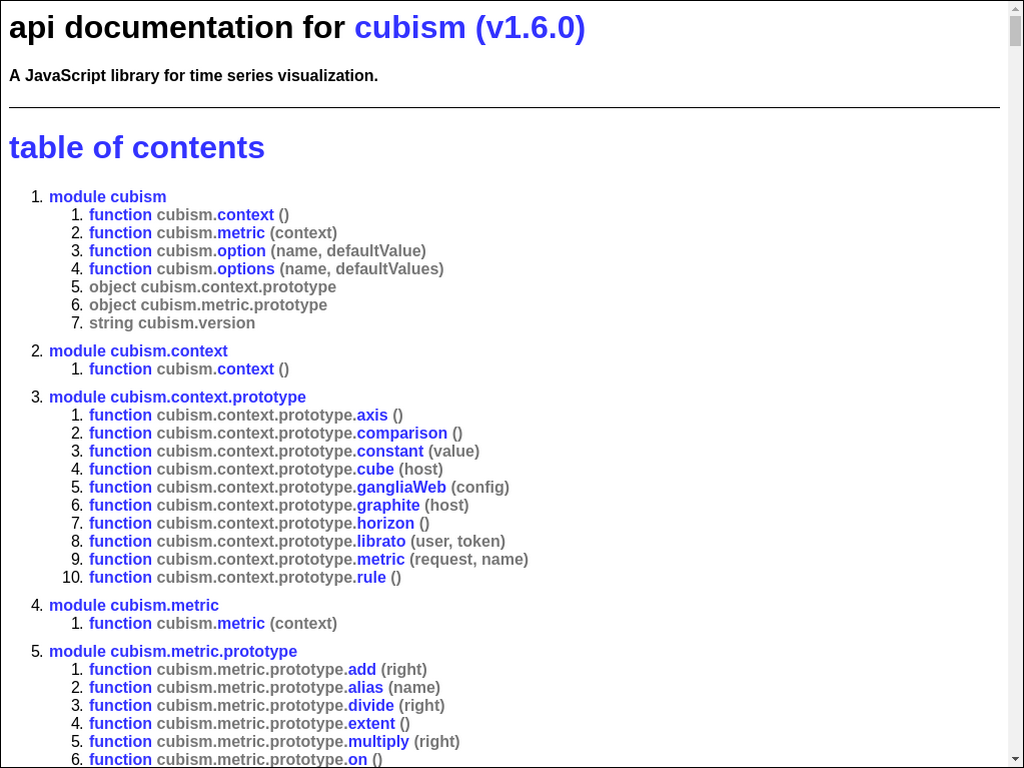 api documentation for cubism (v1.6.0)
A JavaScript library for time series visualization.
table of contents
1. module cubism
1. function cubism.context ()
2. function cubism.metric (context)
3. function cubism.option (name, defaultValue)
4. function cubism.options (name, defaultValues)
5. object cubism.context.prototype
6. object cubism.metric.prototype
7. string cubism.version
2. module cubism.context
1. function cubism.context ()
3. module cubism.context.prototype
1. function cubism.context.prototype.axis ()
2. function cubism.context.prototype.comparison ()
3. function cubism.context.prototype.constant (value)
4. function cubism.context.prototype.cube (host)
5. function cubism.context.prototype.gangliaWeb (config)
6. function cubism.context.prototype.graphite (host)
7. function cubism.context.prototype.horizon ()
8. function cubism.context.prototype.librato (user, token)
9. function cubism.context.prototype.metric (request, name)
10. function cubism.context.prototype.rule ()
4. module cubism.metric
1. function cubism.metric (context)
5. module cubism.metric.prototype
1. function cubism.metric.prototype.add (right)
2. function cubism.metric.prototype.alias (name)
3. function cubism.metric.prototype.divide (right)
4. function cubism.metric.prototype.extent ()
5. function cubism.metric.prototype.multiply (right)
6. function cubism.metric.prototype.on ()